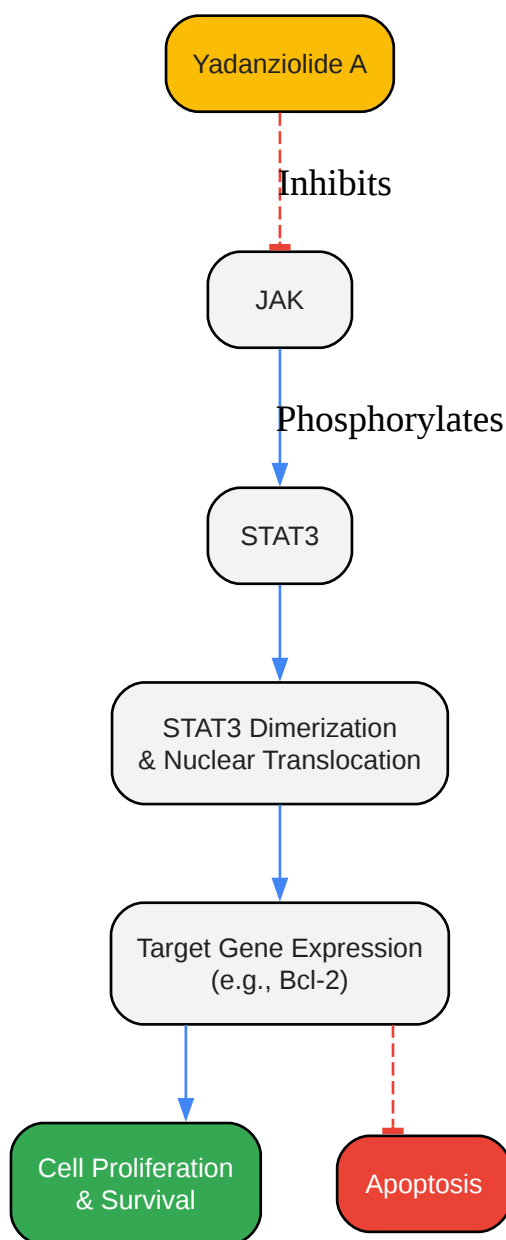 Yadanziolide A
Inhibits
JAK
Phosphorylates
STAT3
STAT3 Dimerization
& Nuclear Translocation
Target Gene Expression
(e.g., Bcl-2)
Cell Proliferation
& Survival
Apoptosis